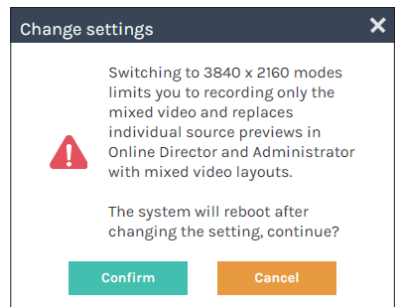 Change settings
Switching to 3840 x 2160 modes
limits you to recording only the
mixed video and replaces
individual source previews in
Online Director and Administrator
with mixed video layouts.
The system will reboot after
changing the setting, continue?
Confirm Cancel